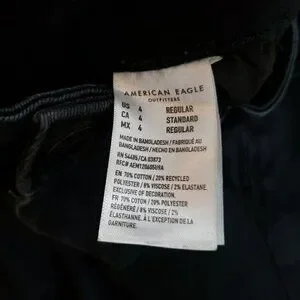 AMERICAN EAGLE
OUTFITTERS
US 4 REGULAR
CA 4 STANDARD
MX 4 REGULAR
MADE IN BANGLADESH / FABRIQUÉ AU
BANGLADESH / HECHO EN BANGLADESH
RN 54485/CA 03873
EN 70% COTTON / 20% RECYCLED
POLYESTER / 8% VISCOSE / 2% ELASTANE.
EXCLUSIVE OF DECORATION.
FR 70% COTON / 20% POLYESTER
RÉGÉNÉRÉ / 8% VISCOSE / 2%
ÉLASTHANNE. À L'EXCEPTION DE LA
GARNITURE.